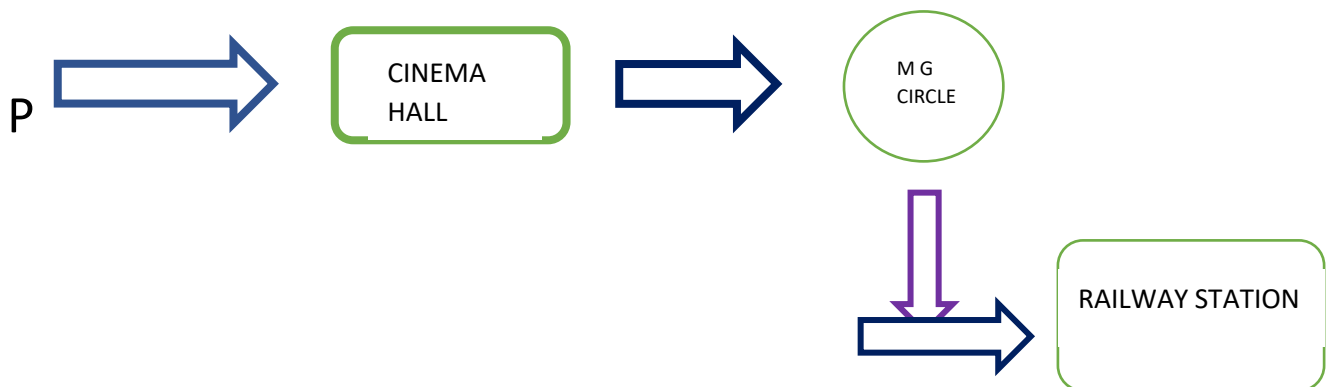 P
CINEMA
HALL
M G
CIRCLE
RAILWAY STATION